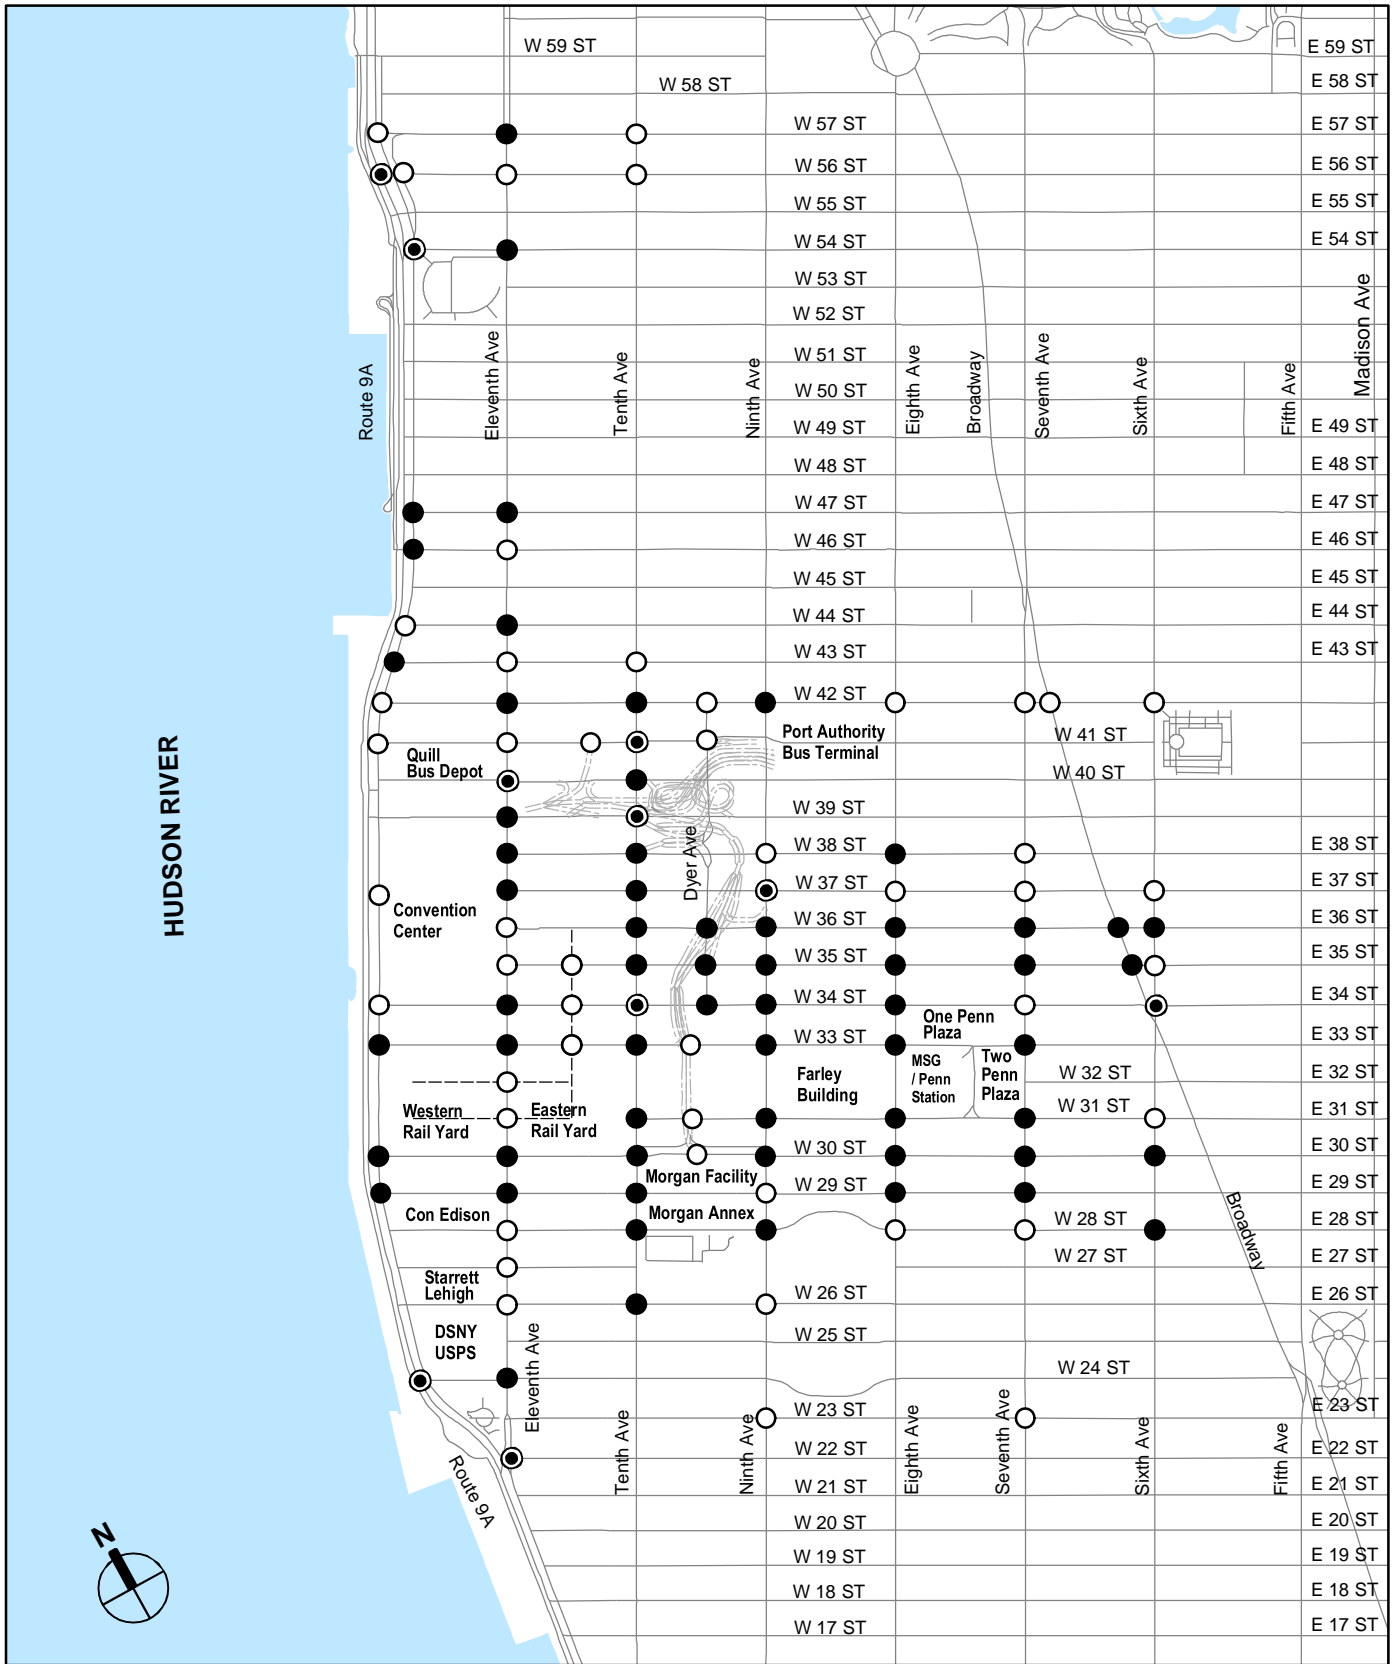 W 59 ST
E 59 ST
W 58 ST
E 58 ST
W 57 ST
E 57 ST
W 56 ST
E 56 ST
W 55 ST
E 55 ST
W 54 ST
E 54 ST
W 53 ST
W 52 ST
Route 9A
Eleventh Ave
Tenth Ave
Ninth Ave
Eighth Ave
Broadway
Seventh Ave
Sixth Ave
Fifth Ave
Madison Ave
W 51 ST
W 50 ST
W 49 ST
E 49 ST
W 48 ST
E 48 ST
W 47 ST
E 47 ST
W 46 ST
E 46 ST
W 45 ST
E 45 ST
W 44 ST
E 44 ST
W 43 ST
E 43 ST
W 42 ST
Port Authority
Bus Terminal
W 41 ST
Quill
Bus Depot
W 40 ST
HUDSON RIVER
W 39 ST
Dyer Ave
W 38 ST
E 38 ST
W 37 ST
E 37 ST
Convention
Center
W 36 ST
E 36 ST
W 35 ST
E 35 ST
W 34 ST
E 34 ST
One Penn
Plaza
W 33 ST
E 33 ST
MSG
/ Penn
Station
Two
Penn
Plaza
Farley
Building
W 32 ST
E 32 ST
W 31 ST
E 31 ST
Western
Rail Yard
Eastern
Rail Yard
W 30 ST
E 30 ST
Morgan Facility
W 29 ST
E 29 ST
Con Edison
Morgan Annex
W 28 ST
E 28 ST
Broadway
W 27 ST
E 27 ST
Starrett
Lehigh
W 26 ST
E 26 ST
DSNY
USPS
W 25 ST
Eleventh Ave
W 24 ST
W 23 ST
E 23 ST
Route 9A
Tenth Ave
Ninth Ave
Eighth Ave
Seventh Ave
Sixth Ave
Fifth Ave
W 22 ST
E 22 ST
W 21 ST
E 21 ST
N
W 20 ST
E 20 ST
W 19 ST
E 19 ST
W 18 ST
E 18 ST
W 17 ST
E 17 ST